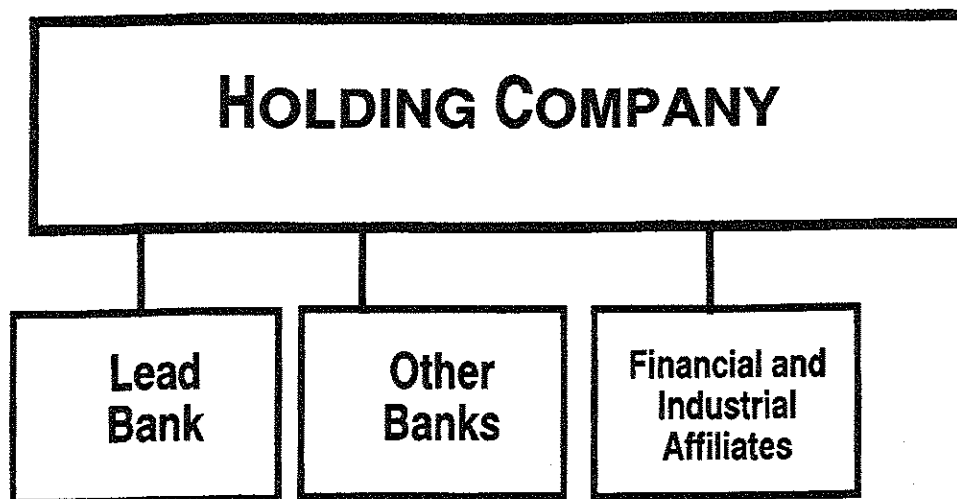 HOLDING COMPANY
Lead
Bank
Other
Banks
Financial and
Industrial
Affiliates